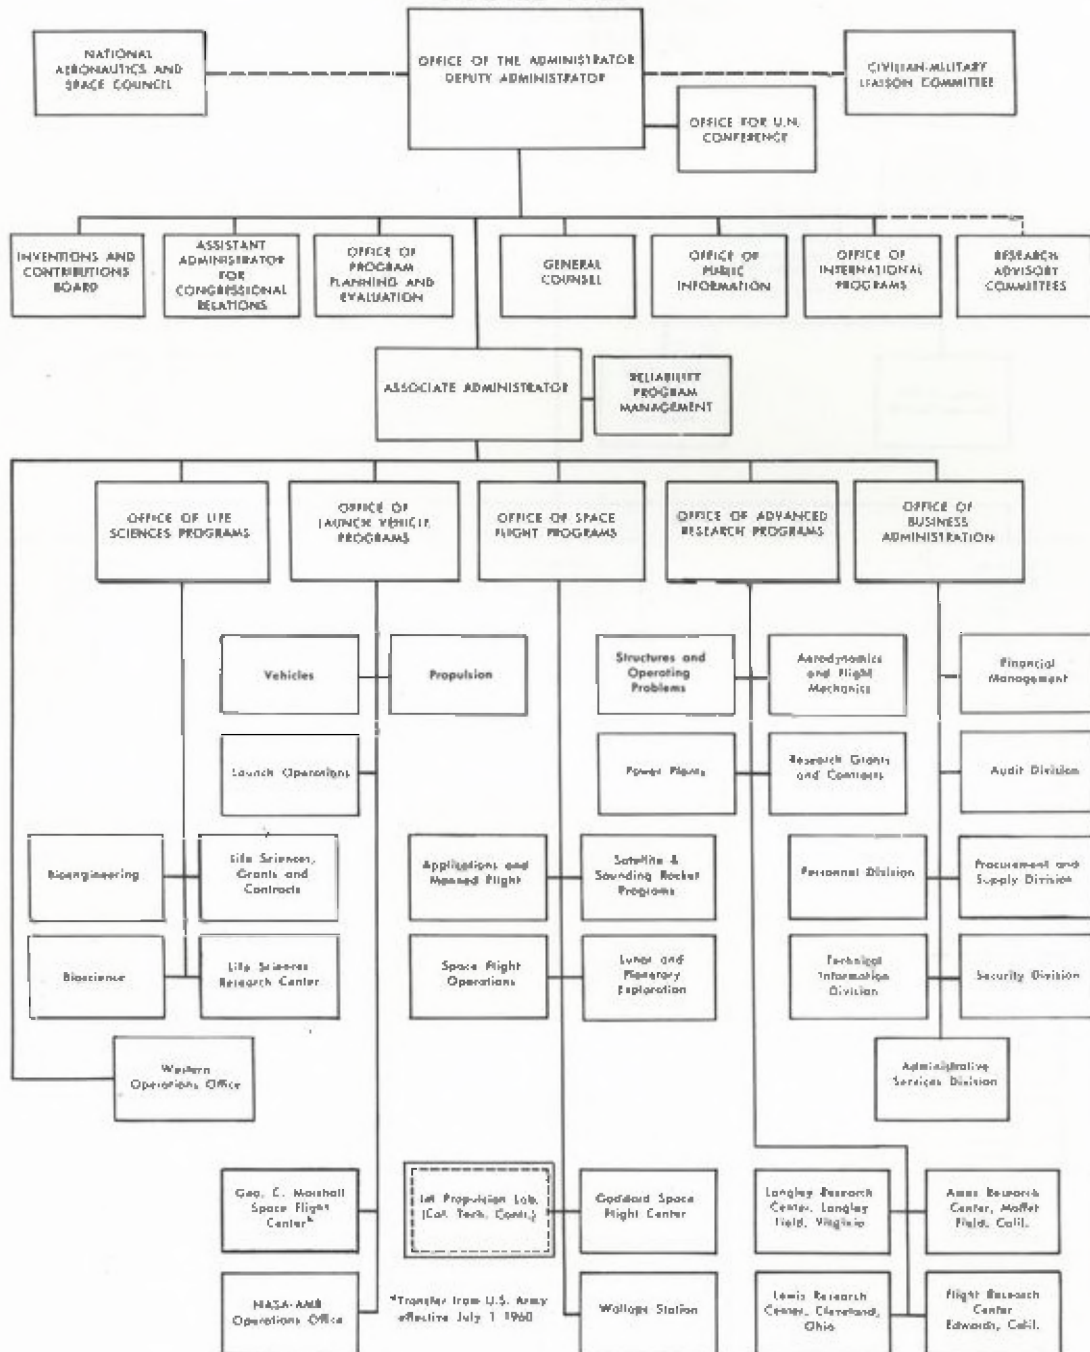 NATIONAL
AERONAUTICS AND
SPACE COUNCIL
OFFICE OF THE ADMINISTRATOR
DEPUTY ADMINISTRATOR
CIVILIAN-MILITARY
LIAISON COMMITTEE
OFFICE FOR U.N.
CONFERENCE
INVENTIONS AND
CONTRIBUTIONS
BOARD
ASSISTANT
ADMINISTRATOR
FOR
CONGRESSIONAL
RELATIONS
OFFICE OF
PROGRAM
PLANNING AND
EVALUATION
GENERAL
COUNSEL
OFFICE OF
PUBLIC
INFORMATION
OFFICE OF
INTERNATIONAL
PROGRAMS
RESEARCH
ADVISORY
COMMITTEES
ASSOCIATE ADMINISTRATOR
RELIABILITY
PROGRAM
MANAGEMENT
OFFICE OF LIFE
SCIENCES PROGRAMS
OFFICE OF
LAUNCH VEHICLE
PROGRAMS
OFFICE OF SPACE
FLIGHT PROGRAMS
OFFICE OF ADVANCED
RESEARCH PROGRAMS
OFFICE OF
BUSINESS
ADMINISTRATION
Vehicles
Propulsion
Structures and
Operating
Problems
Aerodynamics
and Flight
Mechanics
Financial
Management
Launch Operations
Power Plants
Research Grants
and Contracts
Audit Division
Bioengineering
Life Sciences,
Grants and
Contracts
Applications and
Manned Flight
Satellite &
Sounding Rocket
Programs
Personnel Division
Procurement and
Supply Division
Bioscience
Life Sciences
Research Center
Space Flight
Operations
Lunar and
Planetary
Exploration
Technical
Information
Division
Security Division
Western
Operations Office
Administrative
Services Division
Geo. C. Marshall
Space Flight
Center*
Jet Propulsion Lab.
(Cal. Tech. Contr.)
Goddard Space
Flight Center
Langley Research
Center, Langley
Field, Virginia
Ames Research
Center, Moffet
Field, Calif.
NASA-AMR
Operations Office
*Transfer from U.S. Army
effective July 1 1960
Wallops Station
Lewis Research
Center, Cleveland,
Ohio
Flight Research
Center
Edwards, Calif.